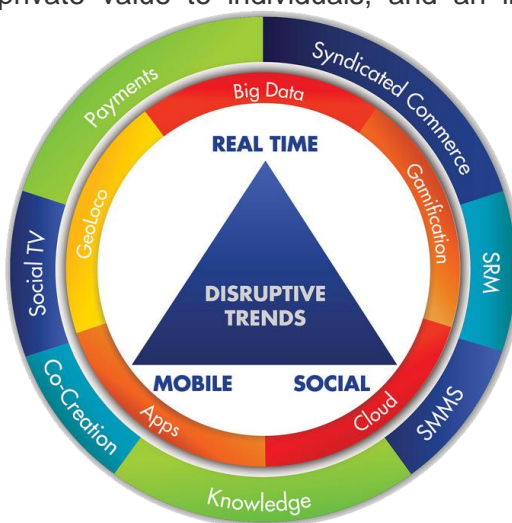 private value to individuals, and an i
Payments
Syndicated Commerce
Big Data
REAL TIME
GeoLoco
Gamification
Social TV
SRM
DISRUPTIVE
TRENDS
MOBILE
SOCIAL
Co-Creation
Apps
Cloud
SMMS
Knowledge